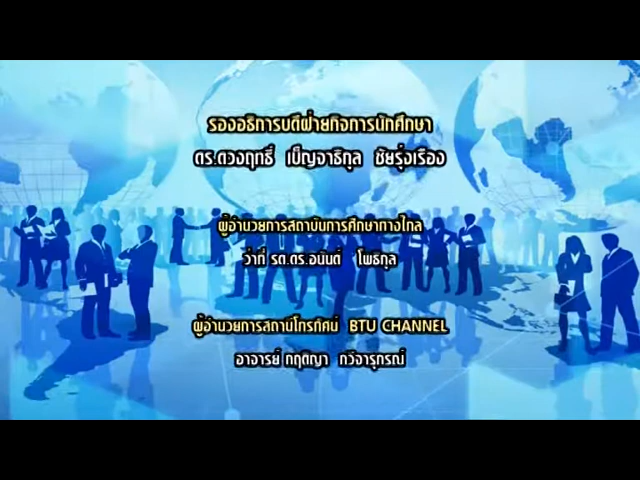 รองอธิการบดีฝ่ายกิจการนักศึกษา
ดร.ดวงฤทธิ์ เบ็ญจาธิกุล ชัยรุ่งเรือง
ผู้อำนวยการสถาบันการศึกษาทางไกล
ว่าที่ รต.ดร.อนันต์ โพธิกุล
ผู้อำนวยการสถานีโทรทัศน์ BTU CHANNEL
อาจารย์ กฤติญา กวีจารุกรณ์